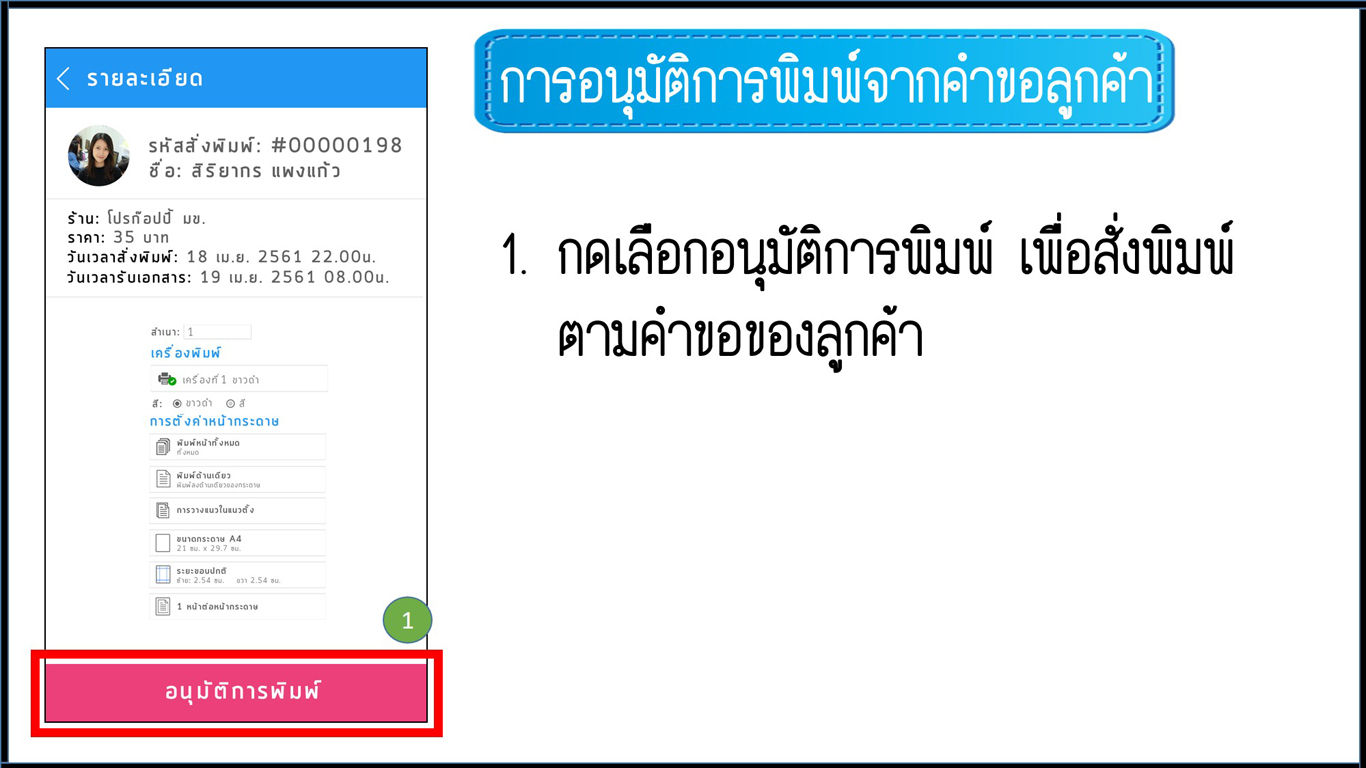 รายละเอียด
รหัสสั่งพิมพ์: #00000198
ชื่อ: สิริยากร แพงแก้ว
ร้าน: โปรก๊อปปี้ มข.
ราคา: 35 บาท
วันเวลาสั่งพิมพ์: 18 เม.ย. 2561 22.00น.
วันเวลารับเอกสาร: 19 เม.ย. 2561 08.00น.
สำเนา: 1
เครื่องพิมพ์
เครื่องที่ 1 ขาวดำ
สี: ขาวดำ สี
การตั้งค่าหน้ากระดาษ
พิมพ์หน้าทั้งหมด
ทั้งหมด
พิมพ์ด้านเดียว
พิมพ์ลงด้านเดียวของกระดาษ
การวางแนวในแนวตั้ง
ขนาดกระดาษ A4
21 ซม. x 29.7 ซม.
ระยะขอบปกติ
ซ้าย: 2.54 ซม. ขวา 2.54 ซม.
1 หน้าต่อหน้ากระดาษ
1
อนุมัติการพิมพ์
การอนุมัติการพิมพ์จากคำขอลูกค้า
1. กดเลือกอนุมัติการพิมพ์ เพื่อสั่งพิมพ์
ตามคำขอของลูกค้า